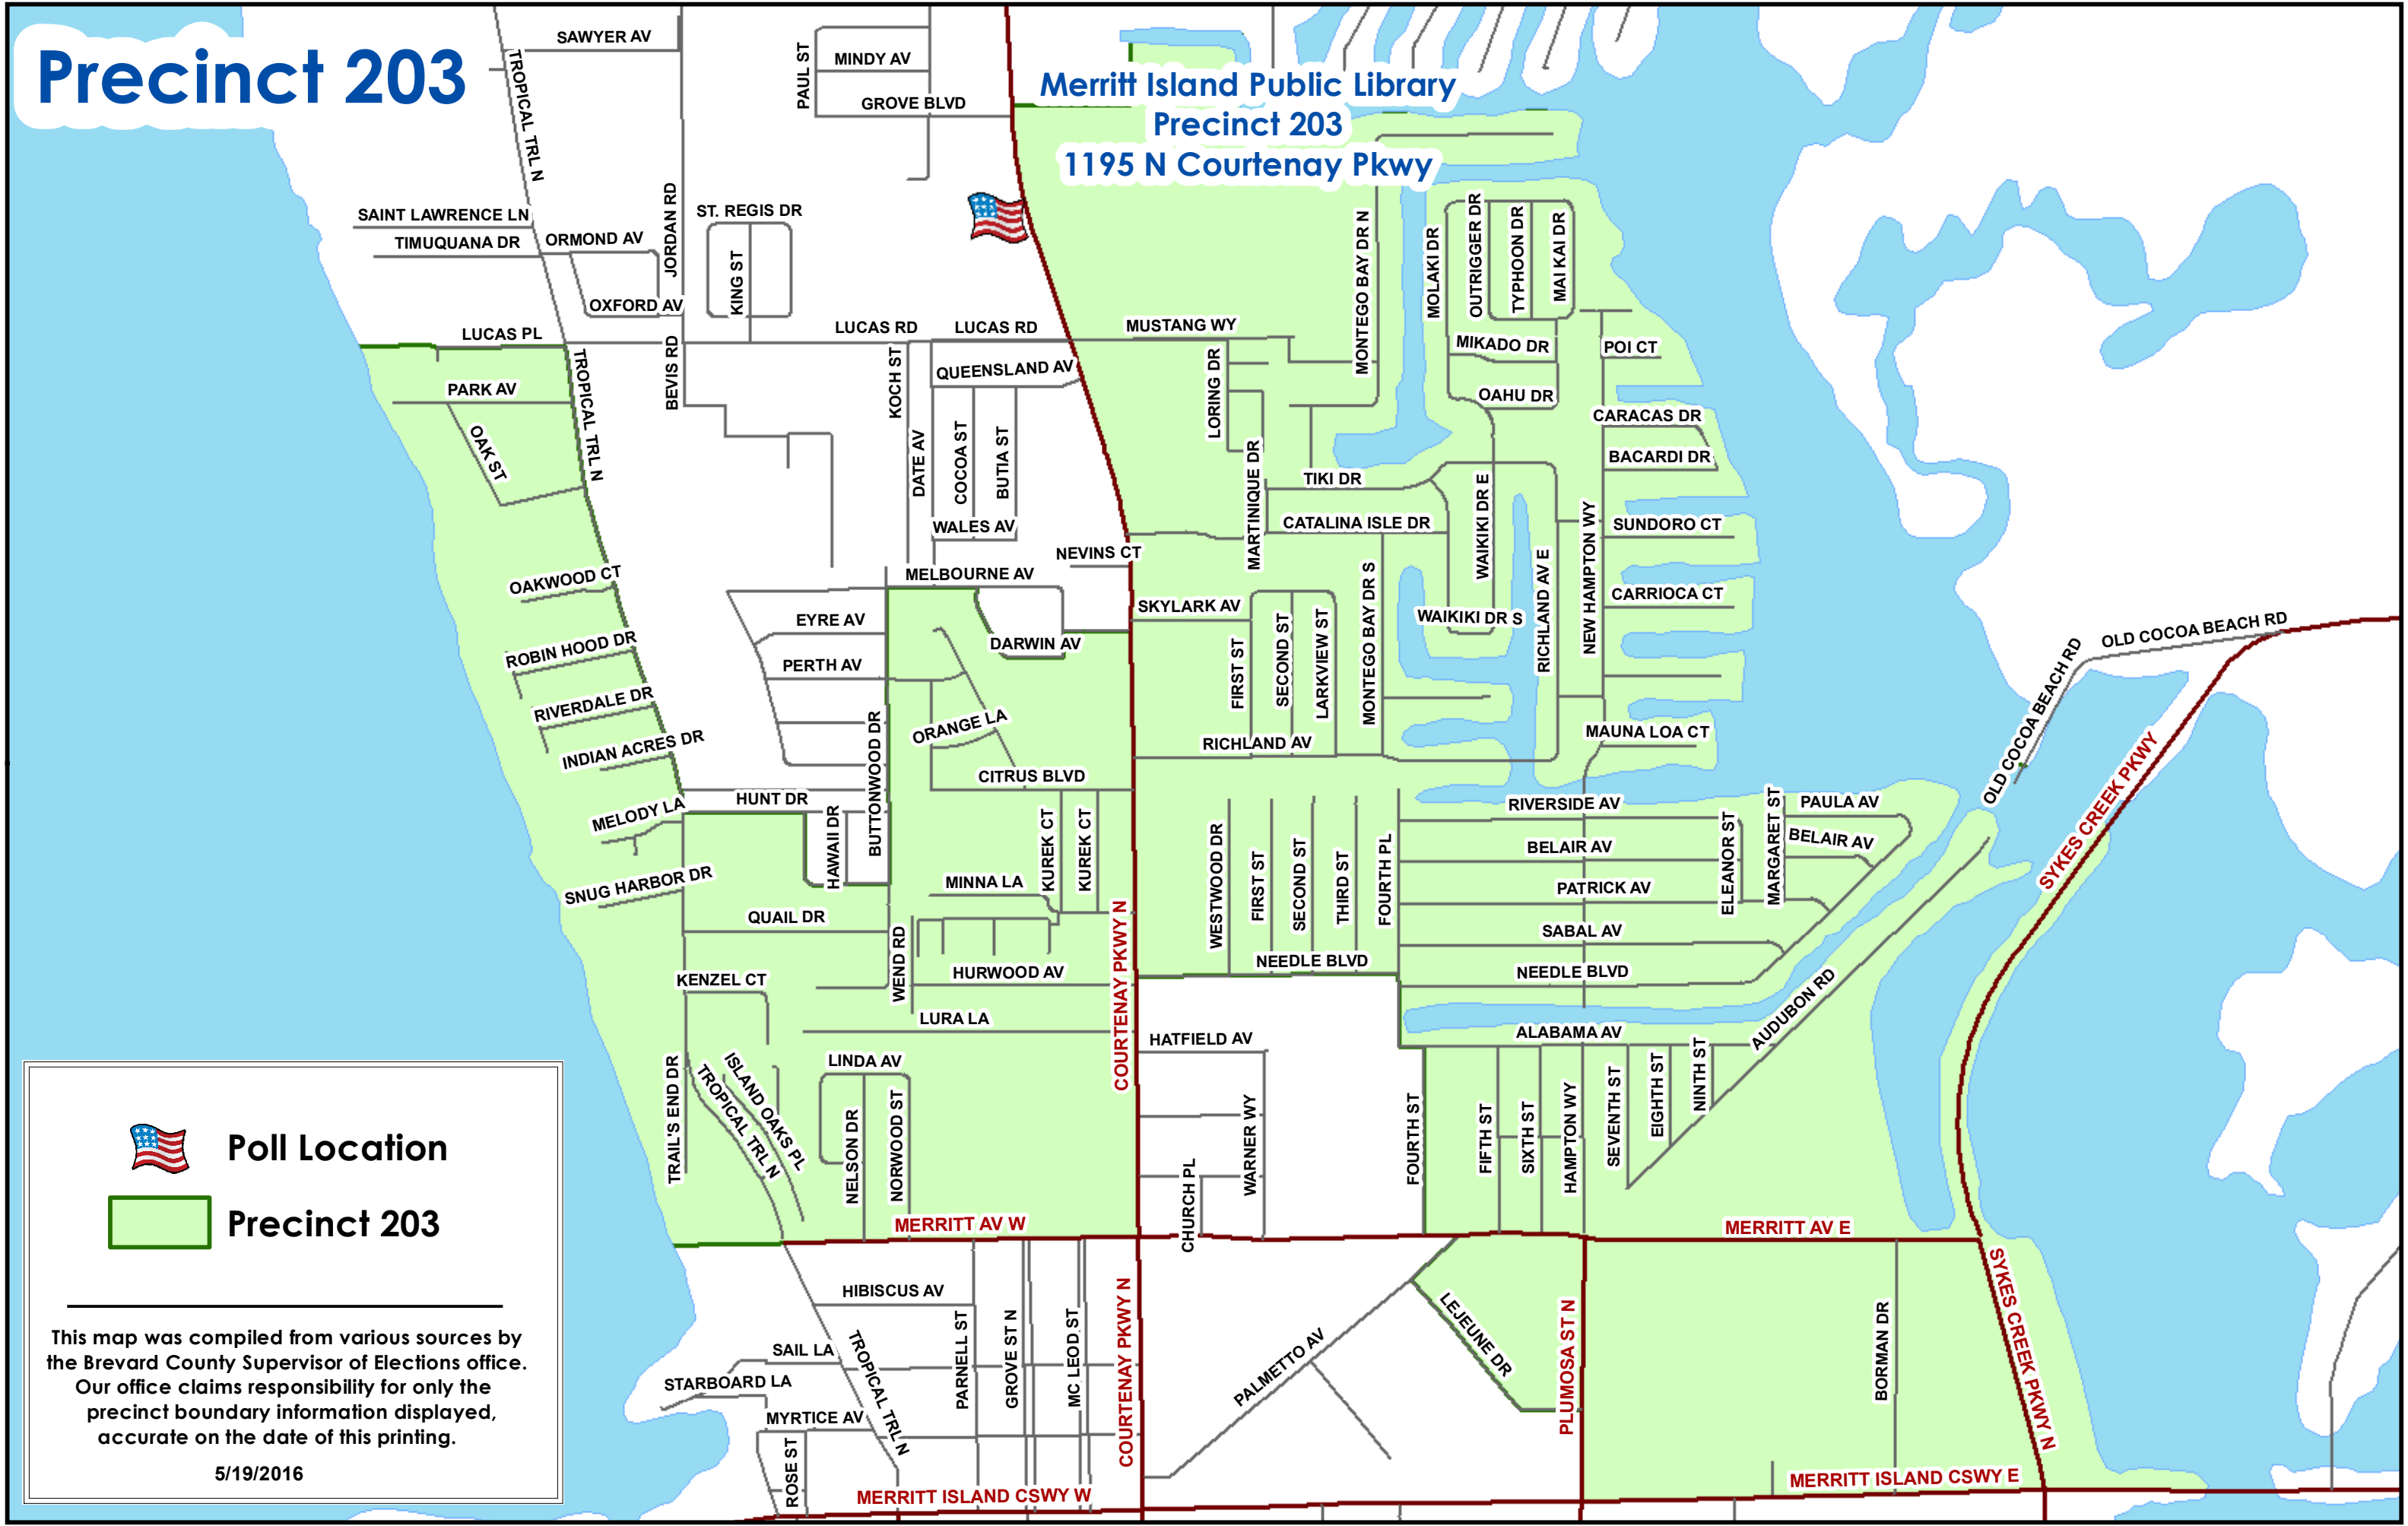 Precinct 203
Merritt Island Public Library
Precinct 203
1195 N Courtenay Pkwy
SAWYER AV
TROPICAL TRL N
PAUL ST
MINDY AV
GROVE BLVD
JORDAN RD
SAINT LAWRENCE LN
TIMUQUANA DR
ORMOND AV
OXFORD AV
ST. REGIS DR
KING ST
MONTEGO BAY DR N
MOLAKI DR
OUTRIGGER DR
TYPHOON DR
MAI KAI DR
LUCAS PL
LUCAS RD
LUCAS RD
MUSTANG WY
MIKADO DR
POI CT
TROPICAL TRL N
BEVIS RD
KOCH ST
QUEENSLAND AV
LORING DR
PARK AV
OAK ST
OAHU DR
CARACAS DR
DATE AV
COCOA ST
BUTIA ST
MARTINIQUE DR
BACARDI DR
TIKI DR
WALES AV
CATALINA ISLE DR
WAIKIKI DR E
NEW HAMPTON WY
SUNDORO CT
NEVINS CT
OAKWOOD CT
MELBOURNE AV
MONTEGO BAY DR S
RICHLAND AV E
CARRIOCA CT
SKYLARK AV
EYRE AV
WAIKIKI DR S
DARWIN AV
FIRST ST
SECOND ST
LARKVIEW ST
OLD COCOA BEACH RD
OLD COCOA BEACH RD
ROBIN HOOD DR
PERTH AV
RIVERDALE DR
ORANGE LA
BUTTONWOOD DR
INDIAN ACRES DR
RICHLAND AV
MAUNA LOA CT
SYKES CREEK PKWY
CITRUS BLVD
HUNT DR
MELODY LA
HAWAII DR
KUREK CT
KUREK CT
RIVERSIDE AV
MARGARET ST
PAULA AV
WESTWOOD DR
FIRST ST
SECOND ST
THIRD ST
FOURTH PL
BELAIR AV
ELEANOR ST
BELAIR AV
SNUG HARBOR DR
MINNA LA
PATRICK AV
QUAIL DR
COURTENAY PKWY N
SABAL AV
WEND RD
HURWOOD AV
NEEDLE BLVD
NEEDLE BLVD
KENZEL CT
AUDUBON RD
LURA LA
HATFIELD AV
ALABAMA AV
TRAIL'S END DR
TROPICAL TRL N
ISLAND OAKS PL
LINDA AV
NELSON DR
NORWOOD ST
WARNER WY
CHURCH PL
FOURTH ST
FIFTH ST
SIXTH ST
HAMPTON WY
SEVENTH ST
EIGHTH ST
NINTH ST
MERRITT AV W
MERRITT AV E
HIBISCUS AV
SAIL LA
STARBOARD LA
MYRTICE AV
ROSE ST
TROPICAL TRL N
PARNELL ST
GROVE ST N
MC LEOD ST
COURTENAY PKWY N
PALMETTO AV
LEJEUNE DR
PLUMOSA ST N
BORMAN DR
SYKES CREEK PKWY N
MERRITT ISLAND CSWY W
MERRITT ISLAND CSWY E
Poll Location
Precinct 203
This map was compiled from various sources by
the Brevard County Supervisor of Elections office.
Our office claims responsibility for only the
precinct boundary information displayed,
accurate on the date of this printing.
5/19/2016